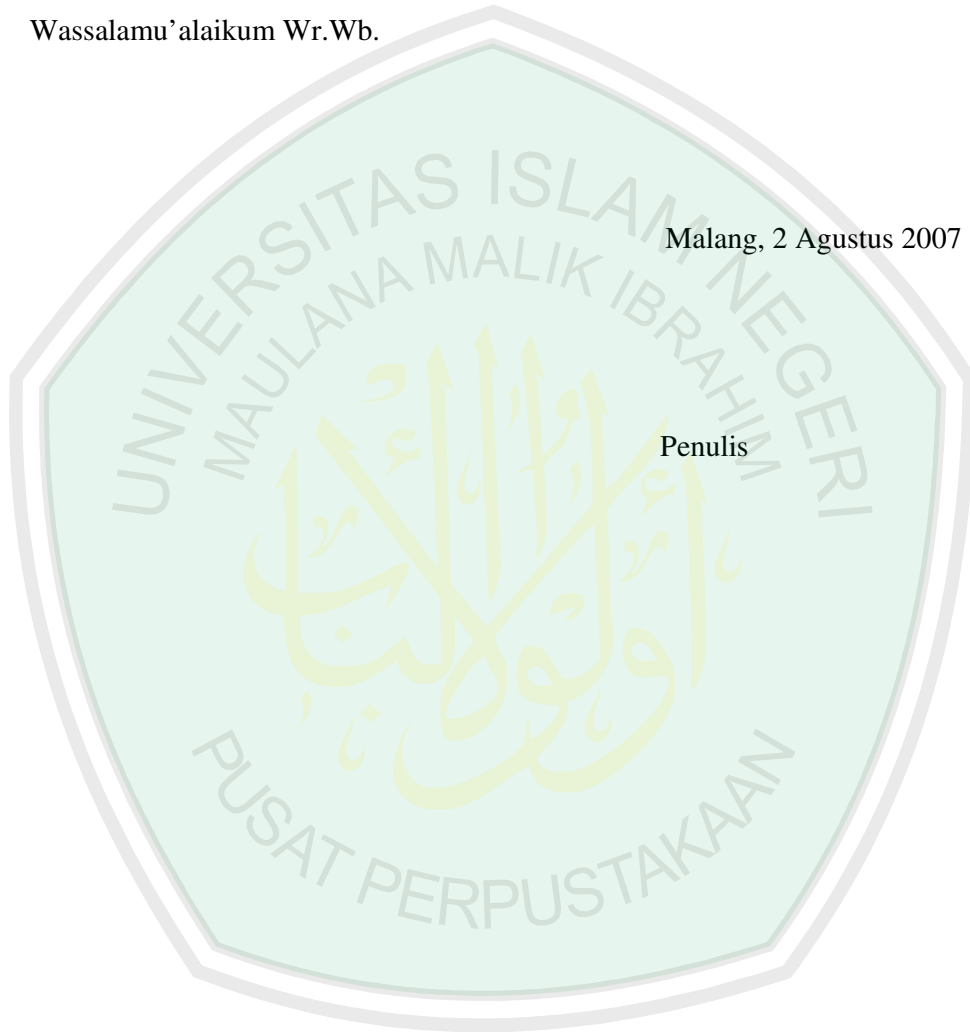 Wassalamu’alaikum Wr.Wb.
UNIVERSITAS ISLAM NEGERI
MAULANA MALIK IBRAHIM
Malang, 2 Agustus 2007
Penulis
PUSAT PERPUSTAKAAN